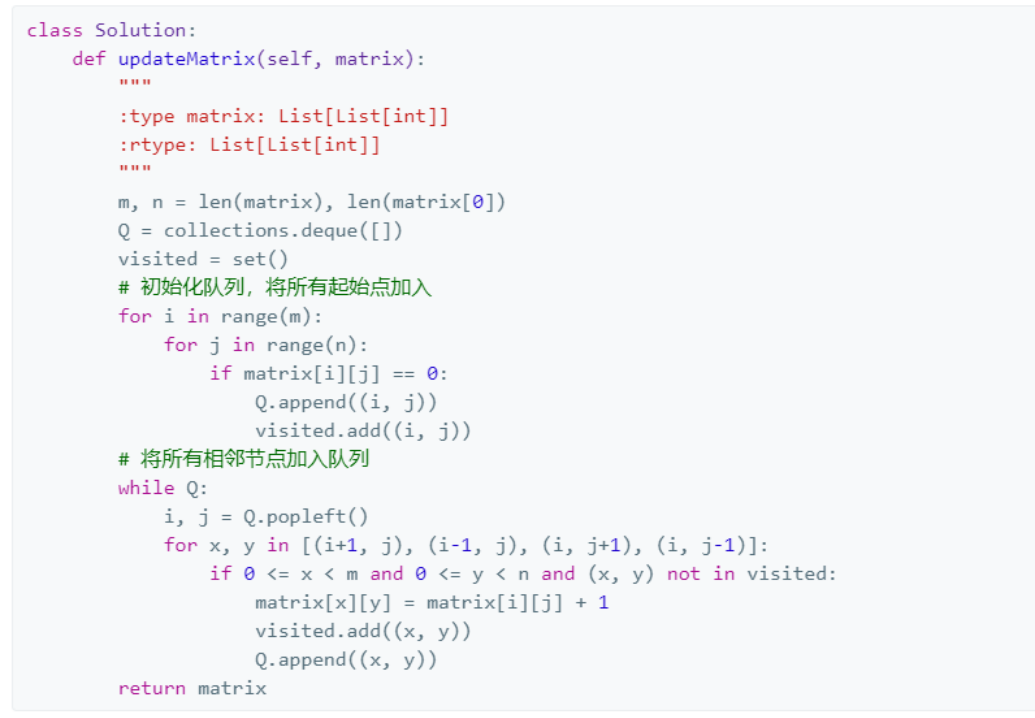 class Solution:
    def updateMatrix(self, matrix):
        """
        :type matrix: List[List[int]]
        :rtype: List[List[int]]
        """
        m, n = len(matrix), len(matrix[0])
        Q = collections.deque([])
        visited = set()
        # 初始化队列，将所有起始点加入
        for i in range(m):
            for j in range(n):
                if matrix[i][j] == 0:
                    Q.append((i, j))
                    visited.add((i, j))
        # 将所有相邻节点加入队列
        while Q:
            i, j = Q.popleft()
            for x, y in [(i+1, j), (i-1, j), (i, j+1), (i, j-1)]:
                if 0 <= x < m and 0 <= y < n and (x, y) not in visited:
                    matrix[x][y] = matrix[i][j] + 1
                    visited.add((x, y))
                    Q.append((x, y))
        return matrix